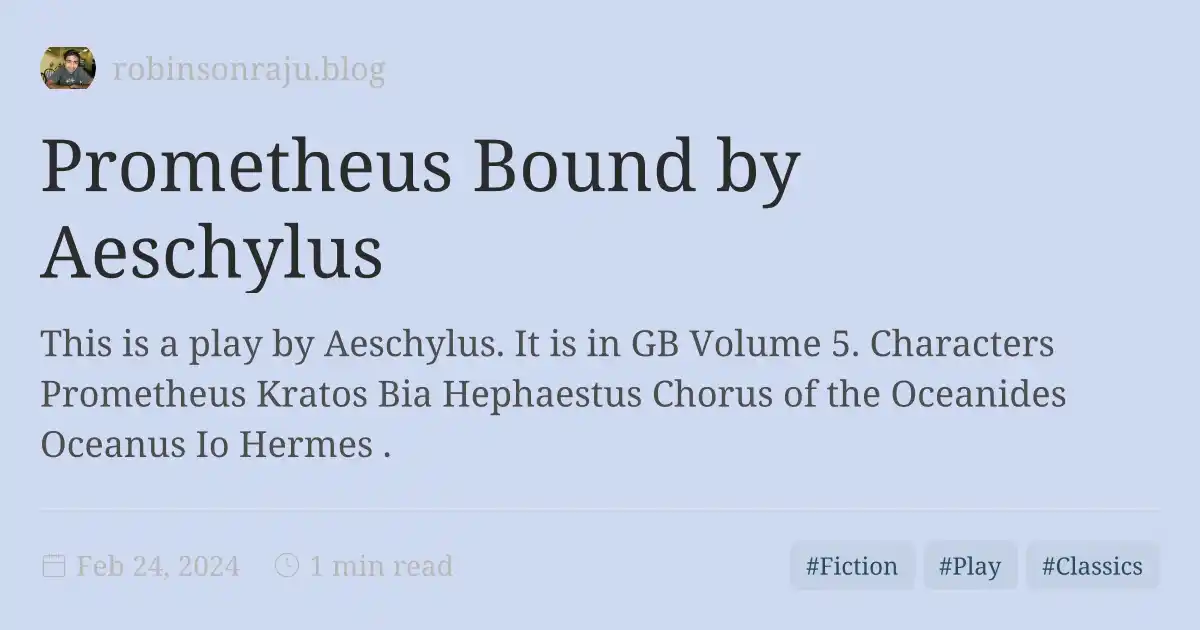 robinsonraju.blog
Prometheus Bound by
Aeschylus
This is a play by Aeschylus. It is in GB Volume 5. Characters
Prometheus Kratos Bia Hephaestus Chorus of the Oceanides
Oceanus Io Hermes .
Feb 24, 2024 1 min read #Fiction #Play #Classics